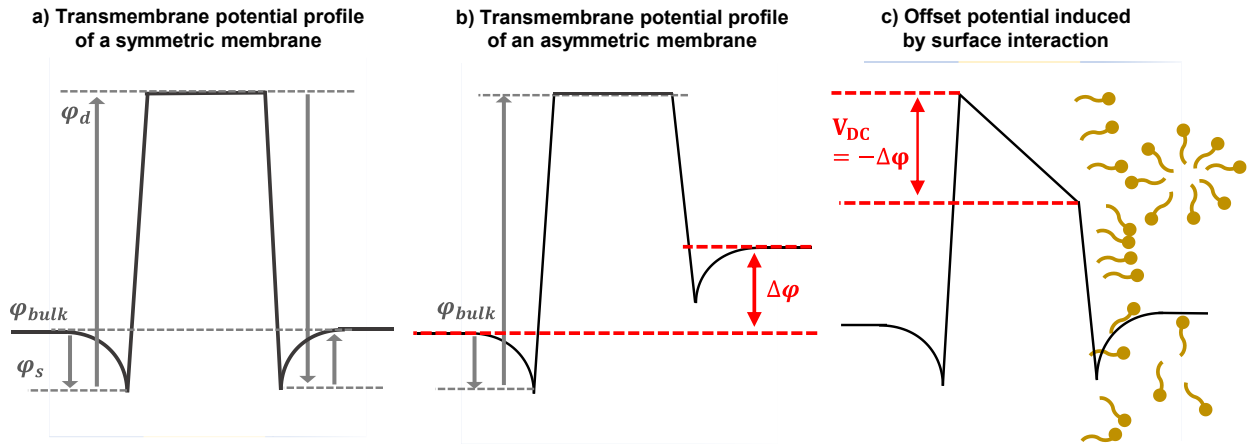 a) Transmembrane potential profile
of a symmetric membrane
b) Transmembrane potential profile
of an asymmetric membrane
c) Offset potential induced
by surface interaction
φd
φbulk
φs
φbulk
Δφ
VDC
= −Δφ